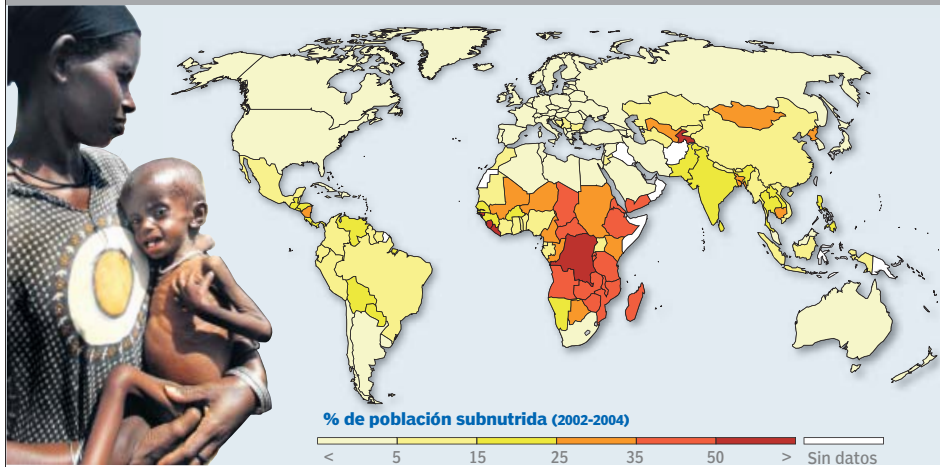 % de población subnutrida (2002-2004)
< 5 15 25 35 50 > Sin datos